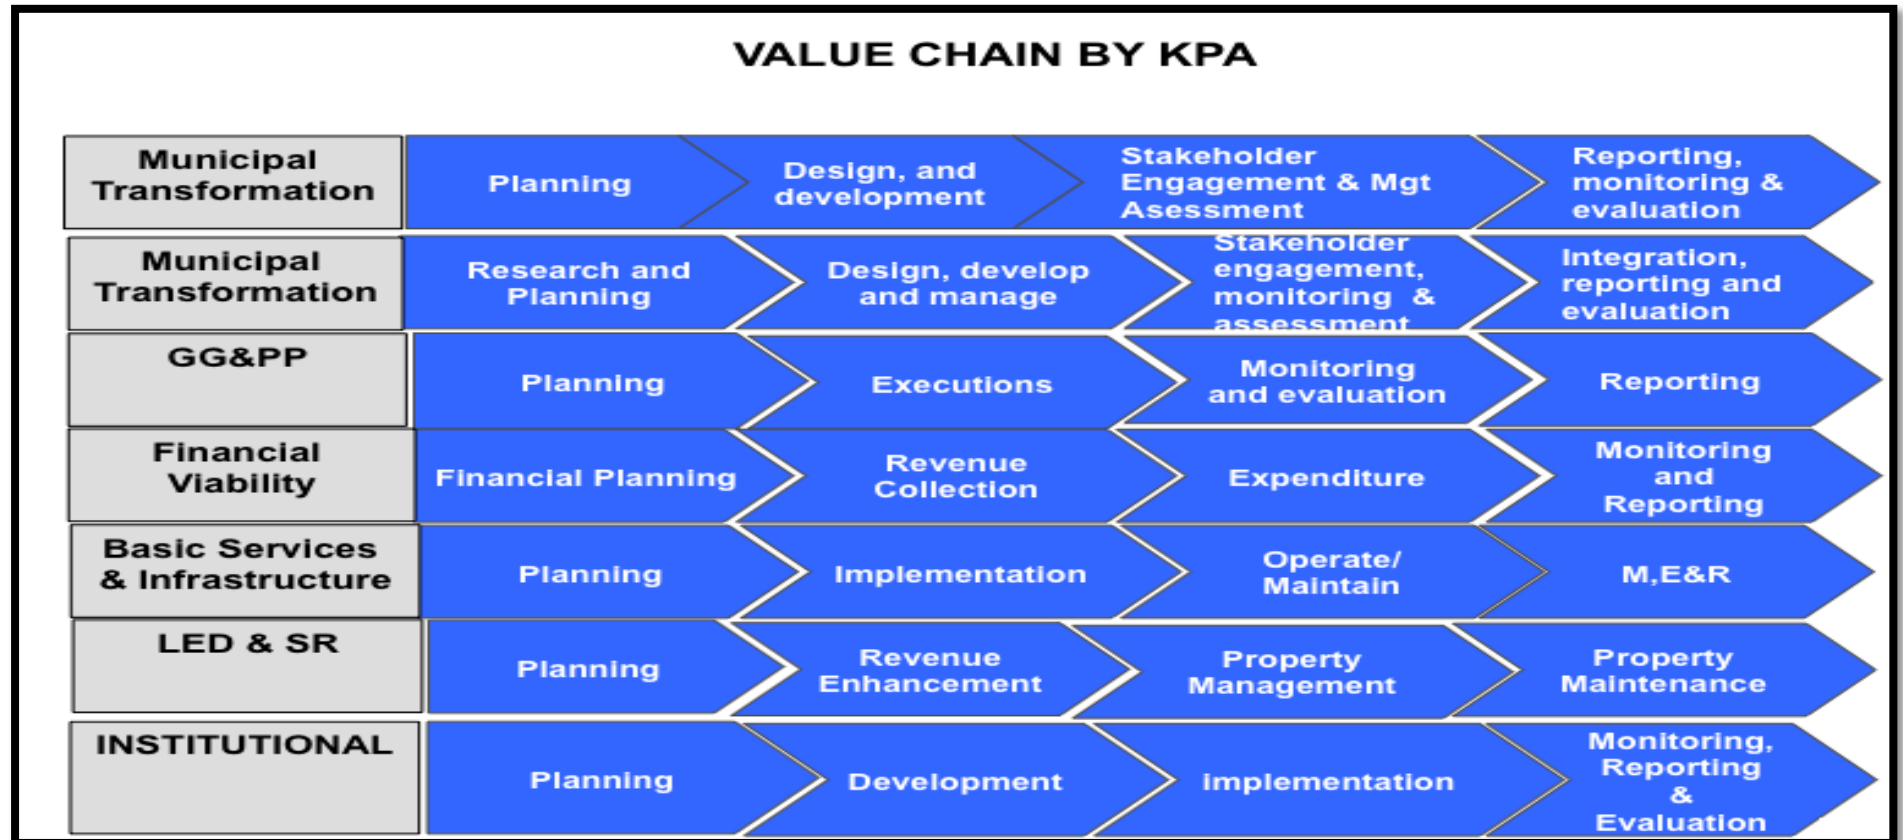 VALUE CHAIN BY KPA
Municipal
Transformation
Planning
Design, and
development
Stakeholder
Engagement & Mgt
Asessment
Reporting,
monitoring &
evaluation
Municipal
Transformation
Research and
Planning
Design, develop
and manage
Stakeholder
engagement,
monitoring &
assessment
Integration,
reporting and
evaluation
GG&PP
Planning
Executions
Monitoring
and evaluation
Reporting
Financial
Viability
Financial Planning
Revenue
Collection
Expenditure
Monitoring
and
Reporting
Basic Services
& Infrastructure
Planning
Implementation
Operate/
Maintain
M,E&R
LED & SR
Planning
Revenue
Enhancement
Property
Management
Property
Maintenance
INSTITUTIONAL
Planning
Development
implementation
Monitoring,
Reporting
&
Evaluation